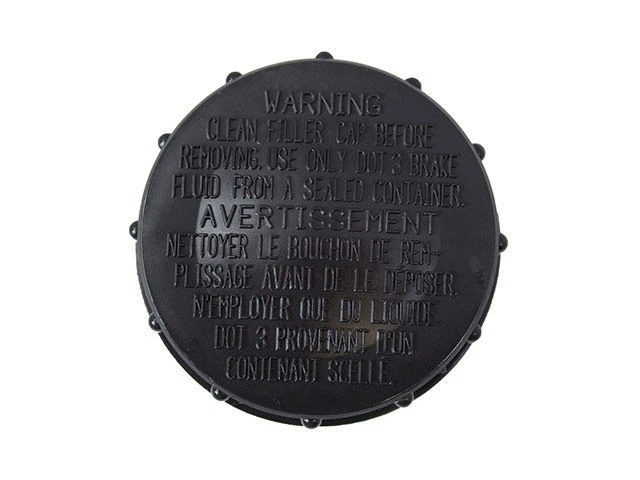 WARNING
CLEAN FILLER CAP BEFORE
REMOVING. USE ONLY DOT 3 BRAKE
FLUID FROM A SEALED CONTAINER.
AVERTISSEMENT
NETTOYER LE BOUCHON DE REM-
PLISSAGE AVANT DE LE DÉPOSER.
N'EMPLOYER QUE DU LIQUIDE
DOT 3 PROVENANT D'UN
CONTENANT SCELLÉ.